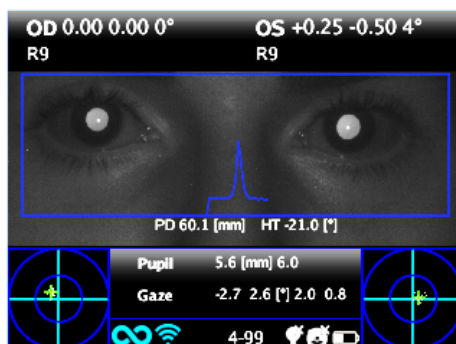 OD 0.00 0.00 0° OS +0.25 -0.50 4°
R9 R9
PD 60.1 [mm] HT -21.0 [°]
Pupil 5.6 [mm] 6.0
Gaze -2.7 2.6 [°] 2.0 0.8
4-99